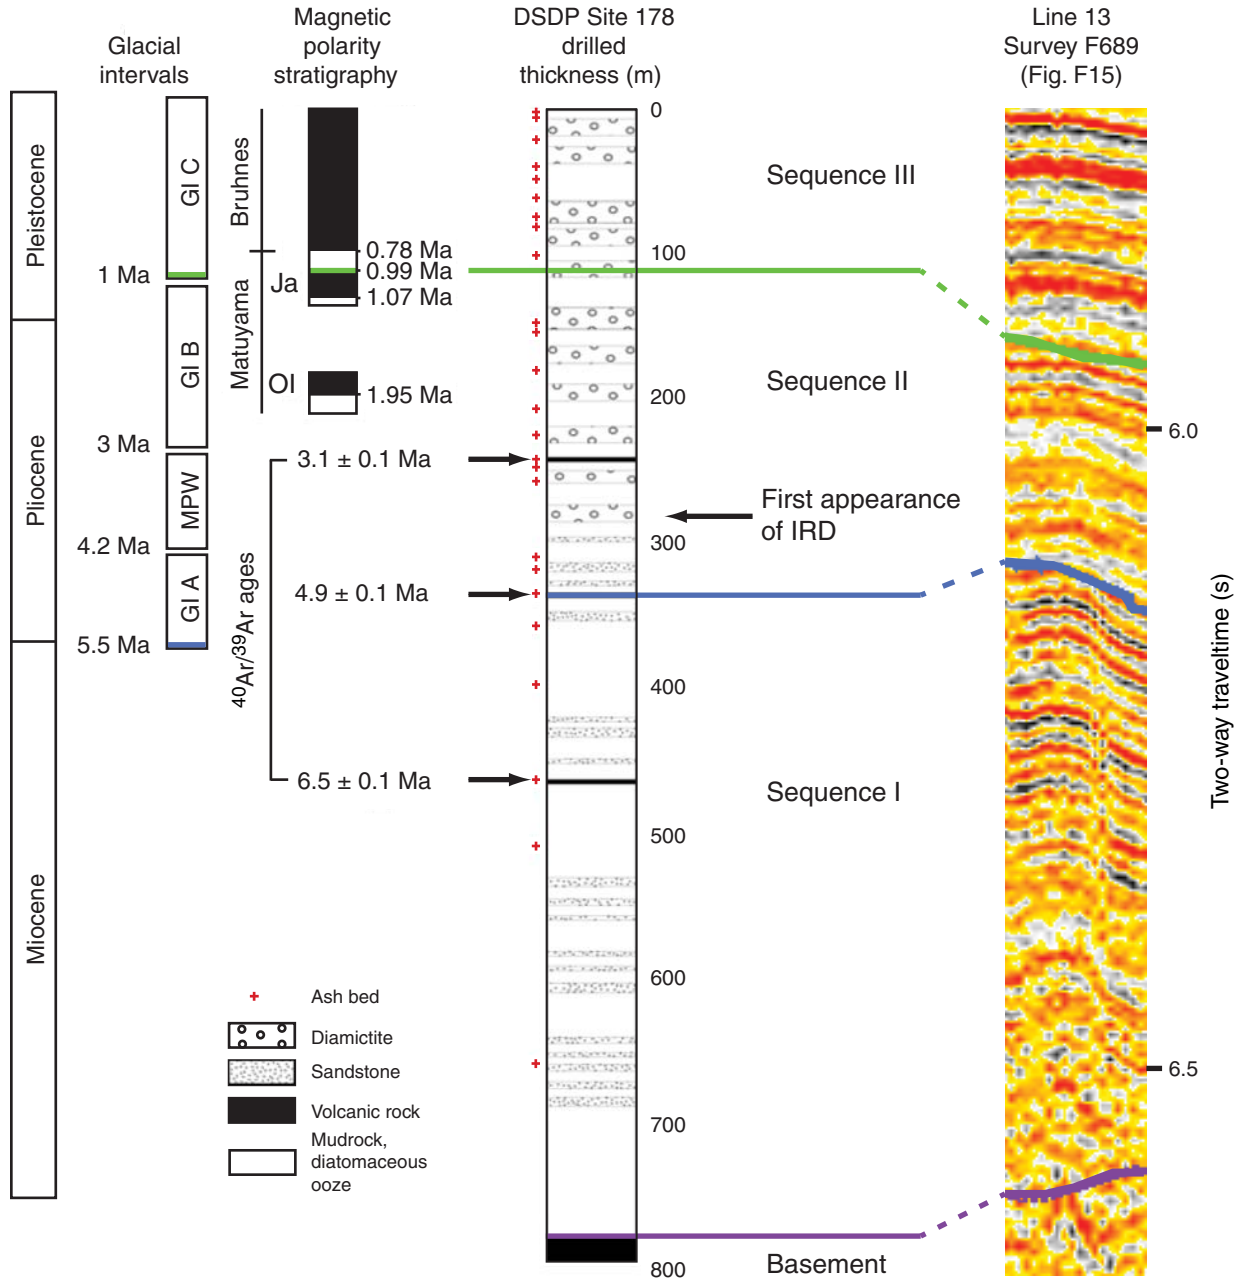 Glacial
intervals
Magnetic
polarity
stratigraphy
DSDP Site 178
drilled
thickness (m)
Line 13
Survey F689
(Fig. F15)
Pleistocene
Pliocene
Miocene
GI C
GI B
MPW
GI A
1 Ma
3 Ma
4.2 Ma
5.5 Ma
Bruhnes
Matuyama
Ja
Ol
0.78 Ma
0.99 Ma
1.07 Ma
1.95 Ma
40Ar/39Ar ages
3.1 ± 0.1 Ma
4.9 ± 0.1 Ma
6.5 ± 0.1 Ma
0
100
200
300
400
500
600
700
800
Sequence III
Sequence II
First appearance
of IRD
Sequence I
Basement
6.0
6.5
Two-way traveltime (s)
Ash bed
Diamictite
Sandstone
Volcanic rock
Mudrock,
diatomaceous
ooze